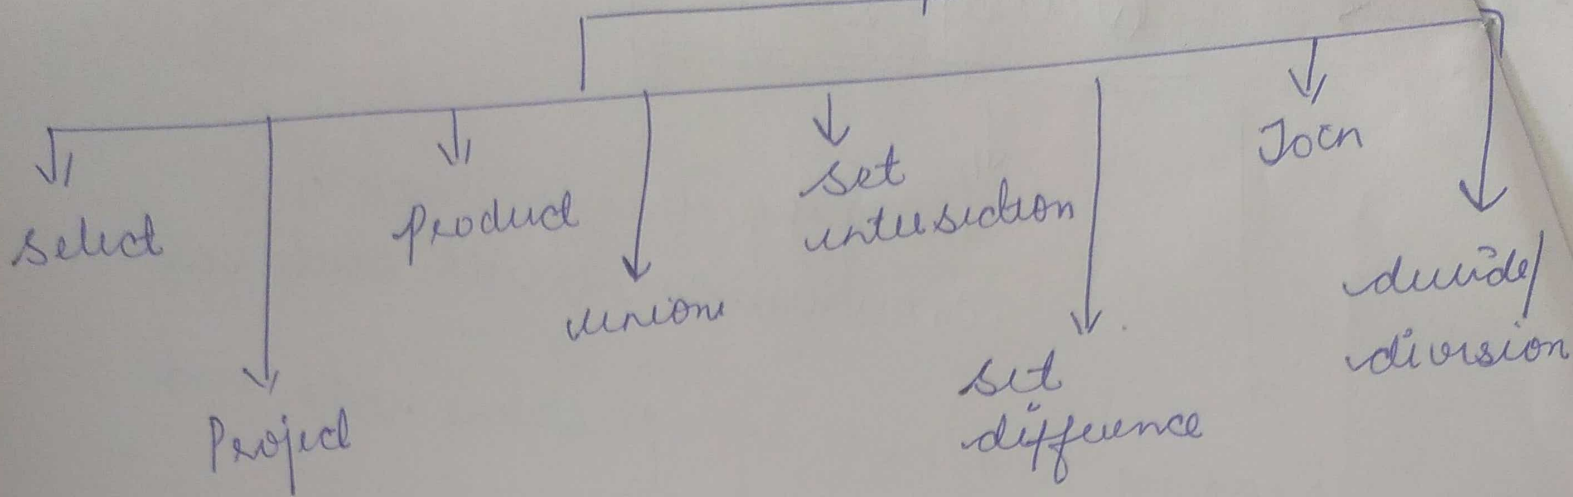 select
Project
Product
union
set
intersection
set
difference
Join
divide/
division